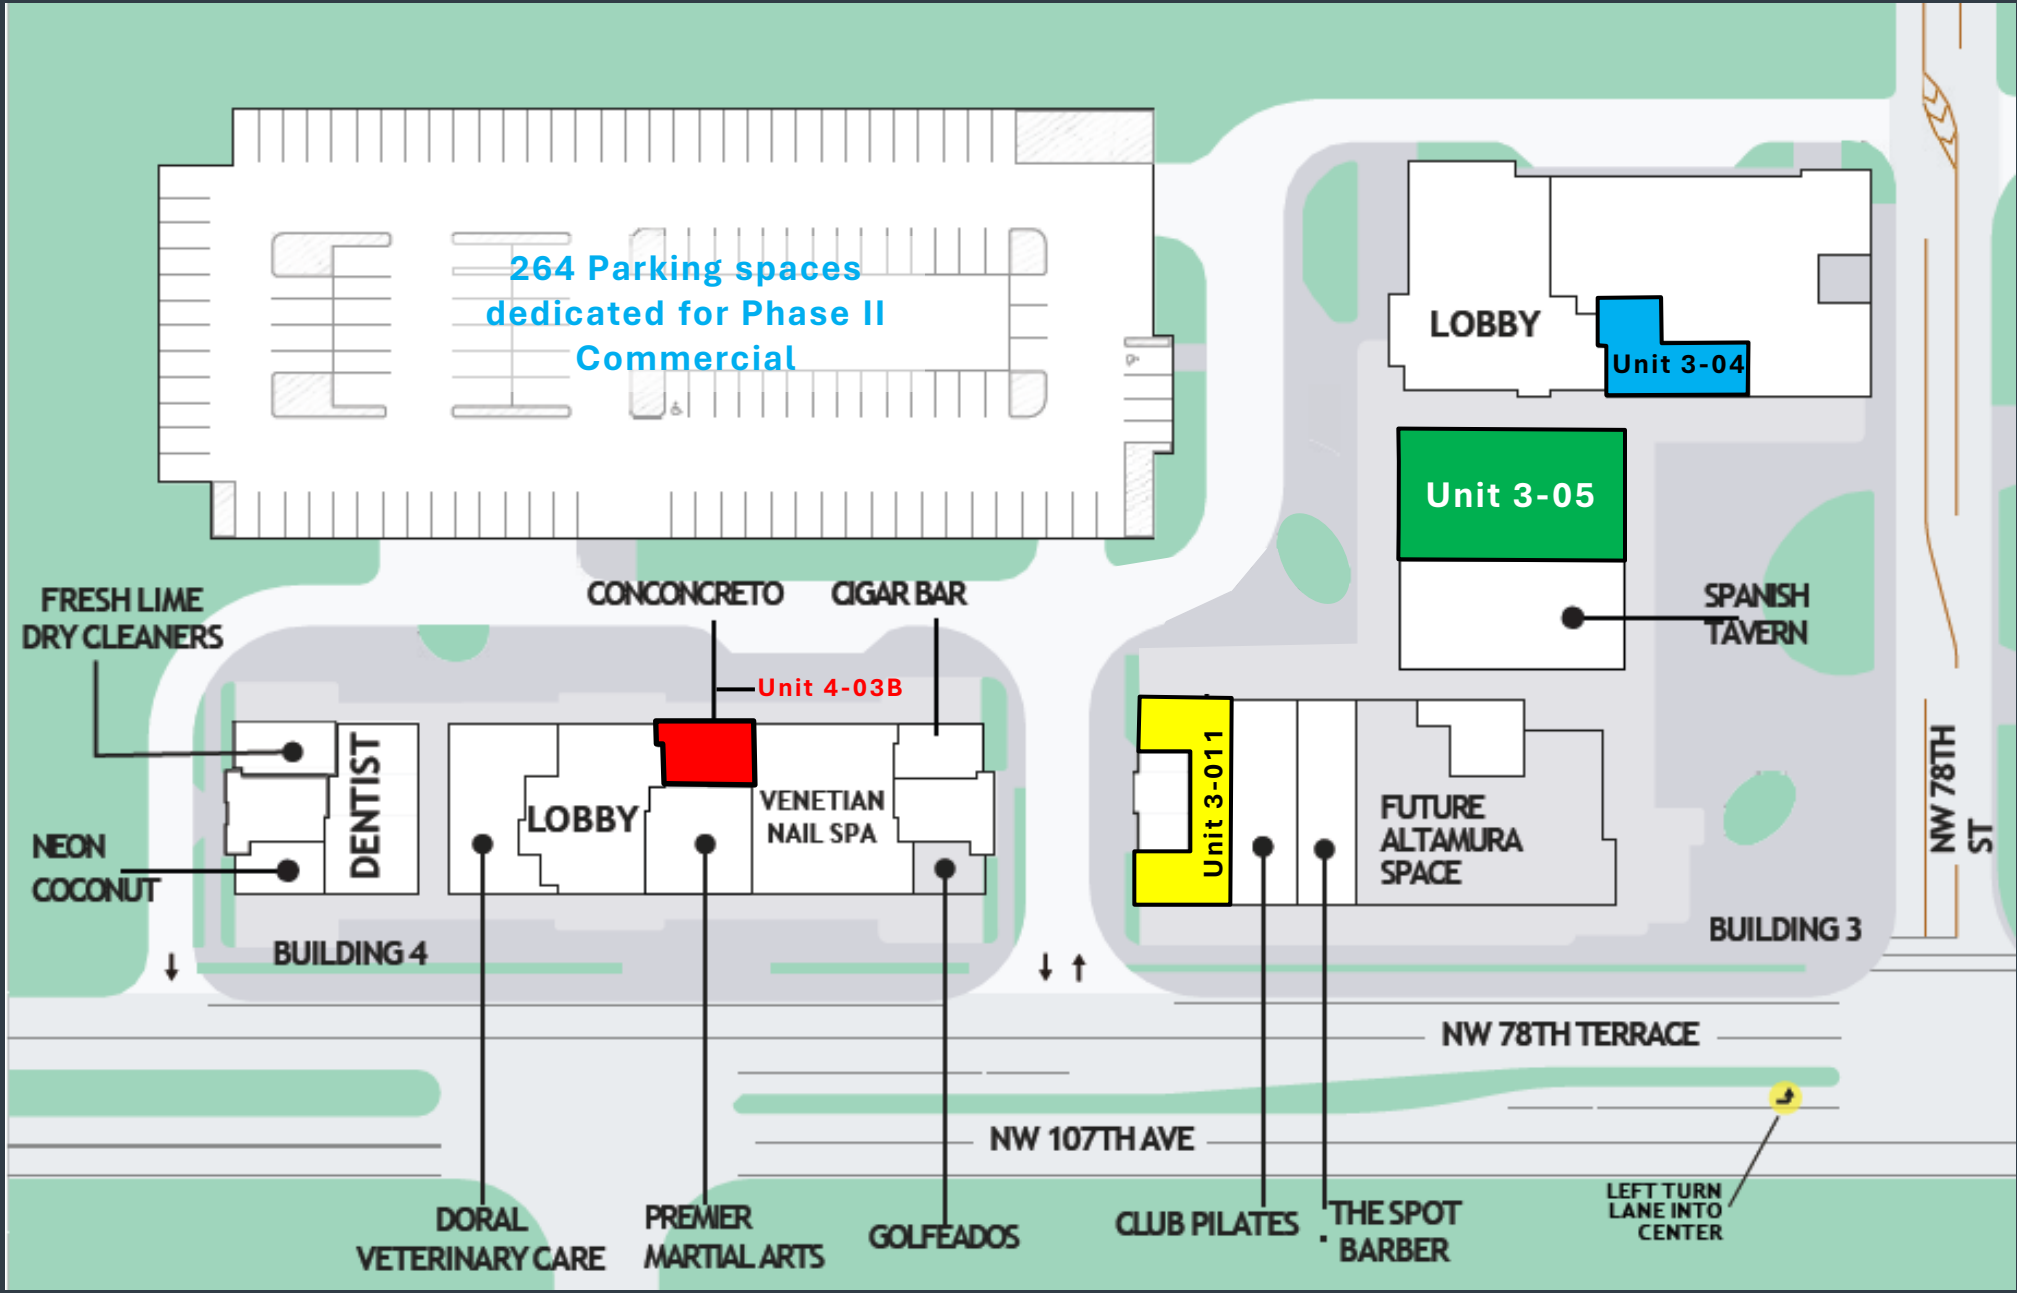 264 Parking spaces
dedicated for Phase II
Commercial
LOBBY
Unit 3-04
Unit 3-05
SPANISH
TAVERN
FRESH LIME
DRY CLEANERS
CONCONCRETO
CIGAR BAR
Unit 4-03B
DENTIST
LOBBY
VENETIAN
NAIL SPA
NEON
COCONUT
BUILDING 4
Unit 3-011
FUTURE
ALTAMURA
SPACE
BUILDING 3
NW 78TH
ST
NW 78TH TERRACE
NW 107TH AVE
DORAL
VETERINARY CARE
PREMIER
MARTIAL ARTS
GOLFEADOS
CLUB PILATES
THE SPOT
BARBER
LEFT TURN
LANE INTO
CENTER